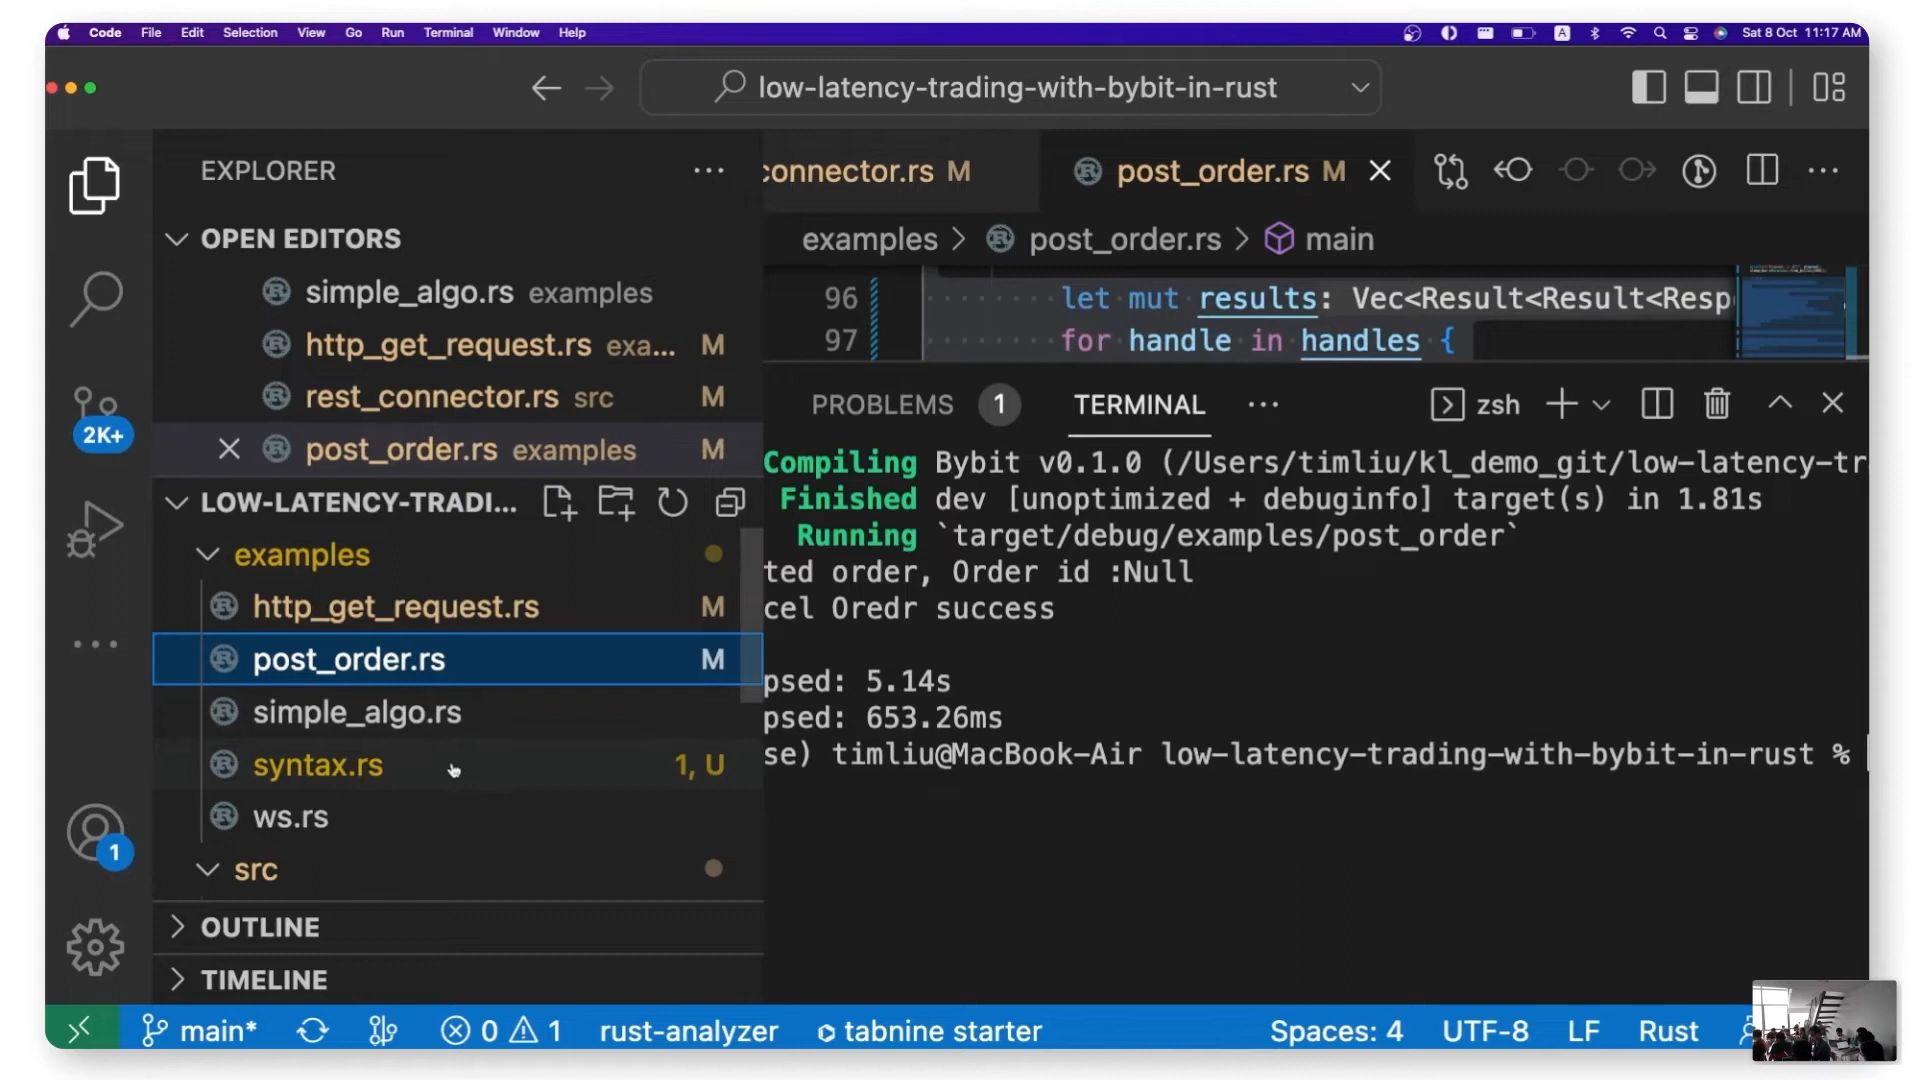 Code File Edit Selection View Go Run Terminal Window Help A Sat 8 Oct 11:17 AM
low-latency-trading-with-bybit-in-rust
EXPLORER
OPEN EDITORS
simple_algo.rs examples
http_get_request.rs exa... M
rest_connector.rs src M
post_order.rs examples M
LOW-LATENCY-TRADI...
examples
http_get_request.rs M
post_order.rs M
simple_algo.rs
syntax.rs 1, U
ws.rs
src
OUTLINE
TIMELINE
2K+
1
connector.rs M post_order.rs M
examples > post_order.rs > main
96 let mut results: Vec<Result<Result<Resp
97 for handle in handles {
PROBLEMS 1 TERMINAL ... zsh
Compiling Bybit v0.1.0 (/Users/timliu/kl_demo_git/low-latency-tr
Finished dev [unoptimized + debuginfo] target(s) in 1.81s
Running `target/debug/examples/post_order`
ted order, Order id :Null
cel Oredr success
psed: 5.14s
psed: 653.26ms
se) timliu@MacBook-Air low-latency-trading-with-bybit-in-rust %
main* 0 1 rust-analyzer tabnine starter Spaces: 4 UTF-8 LF Rust